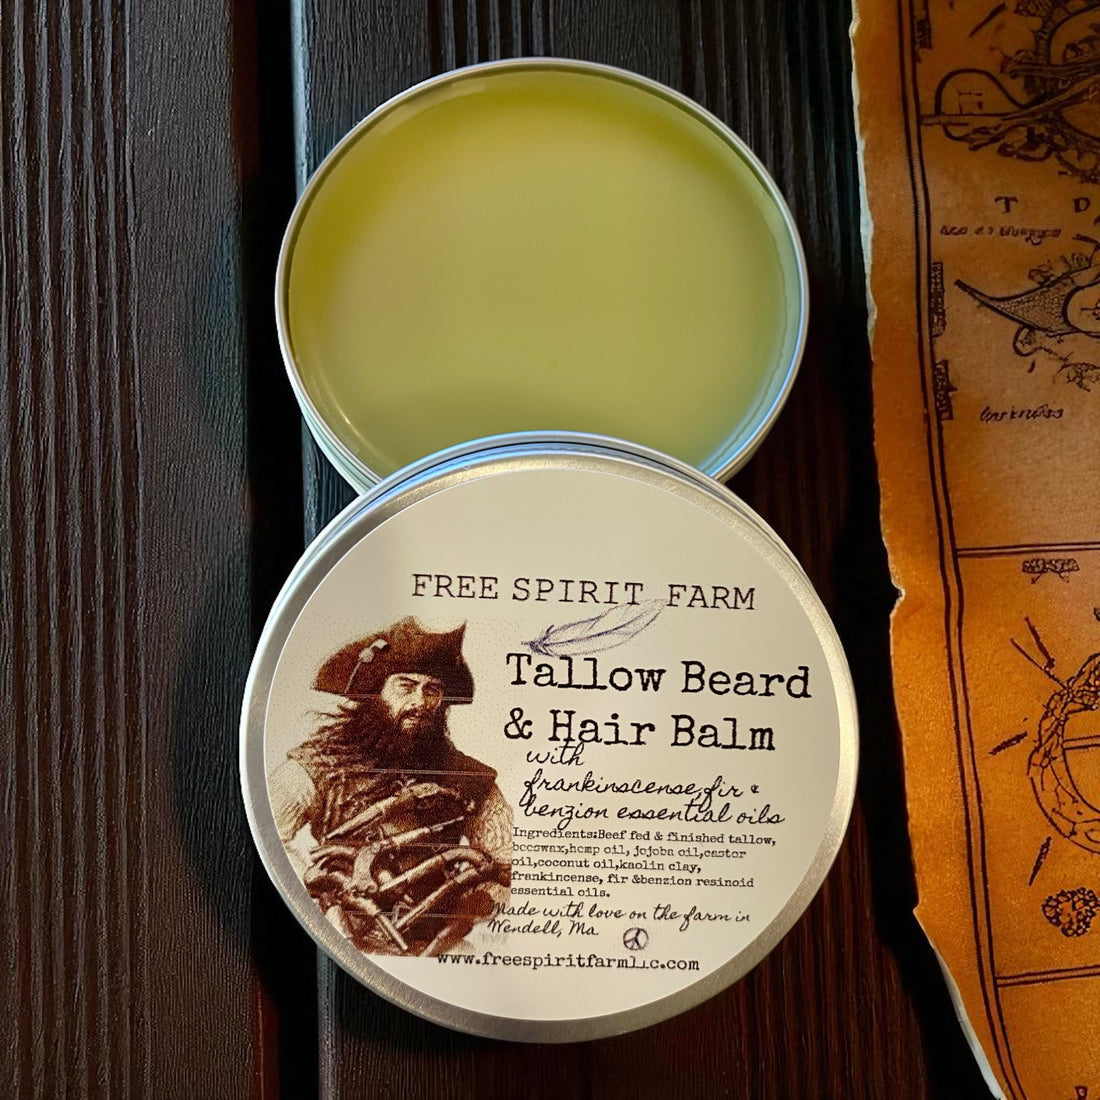 FREE SPIRIT FARM
Tallow Beard
& Hair Balm
with
frankinscense,fir &
benzion essential oils
Ingredients:Beef fed & finished tallow,
beeswax,hemp oil, jojoba oil,castor
oil,coconut oil,kaolin clay,
frankincense, fir &benzion resinoid
essential oils.
Made with love on the farm in
Wendell, Ma
www.freespiritfarmllc.com
T D